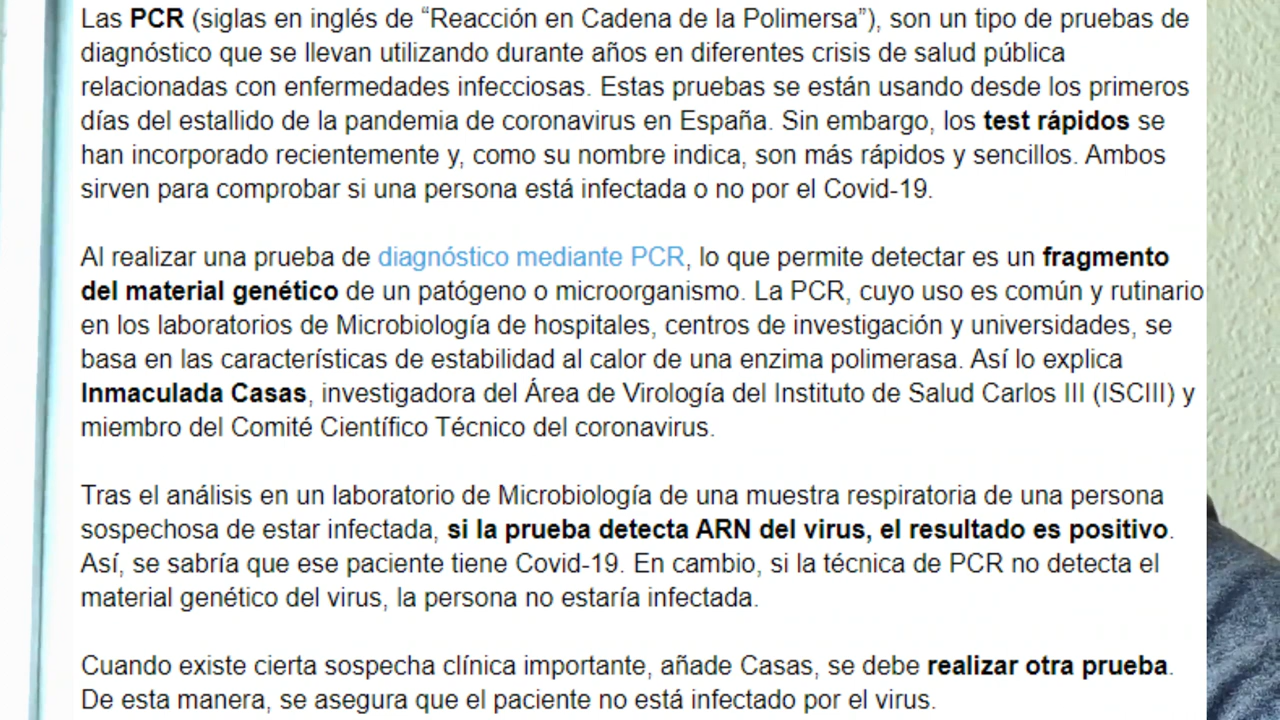 Las PCR (siglas en inglés de “Reacción en Cadena de la Polimersa”), son un tipo de pruebas de
diagnóstico que se llevan utilizando durante años en diferentes crisis de salud pública
relacionadas con enfermedades infecciosas. Estas pruebas se están usando desde los primeros
días del estallido de la pandemia de coronavirus en España. Sin embargo, los test rápidos se
han incorporado recientemente y, como su nombre indica, son más rápidos y sencillos. Ambos
sirven para comprobar si una persona está infectada o no por el Covid-19.
Al realizar una prueba de diagnóstico mediante PCR, lo que permite detectar es un fragmento
del material genético de un patógeno o microorganismo. La PCR, cuyo uso es común y rutinario
en los laboratorios de Microbiología de hospitales, centros de investigación y universidades, se
basa en las características de estabilidad al calor de una enzima polimerasa. Así lo explica
Inmaculada Casas, investigadora del Área de Virología del Instituto de Salud Carlos III (ISCIII) y
miembro del Comité Científico Técnico del coronavirus.
Tras el análisis en un laboratorio de Microbiología de una muestra respiratoria de una persona
sospechosa de estar infectada, si la prueba detecta ARN del virus, el resultado es positivo.
Así, se sabría que ese paciente tiene Covid-19. En cambio, si la técnica de PCR no detecta el
material genético del virus, la persona no estaría infectada.
Cuando existe cierta sospecha clínica importante, añade Casas, se debe realizar otra prueba.
De esta manera, se asegura que el paciente no está infectado por el virus.